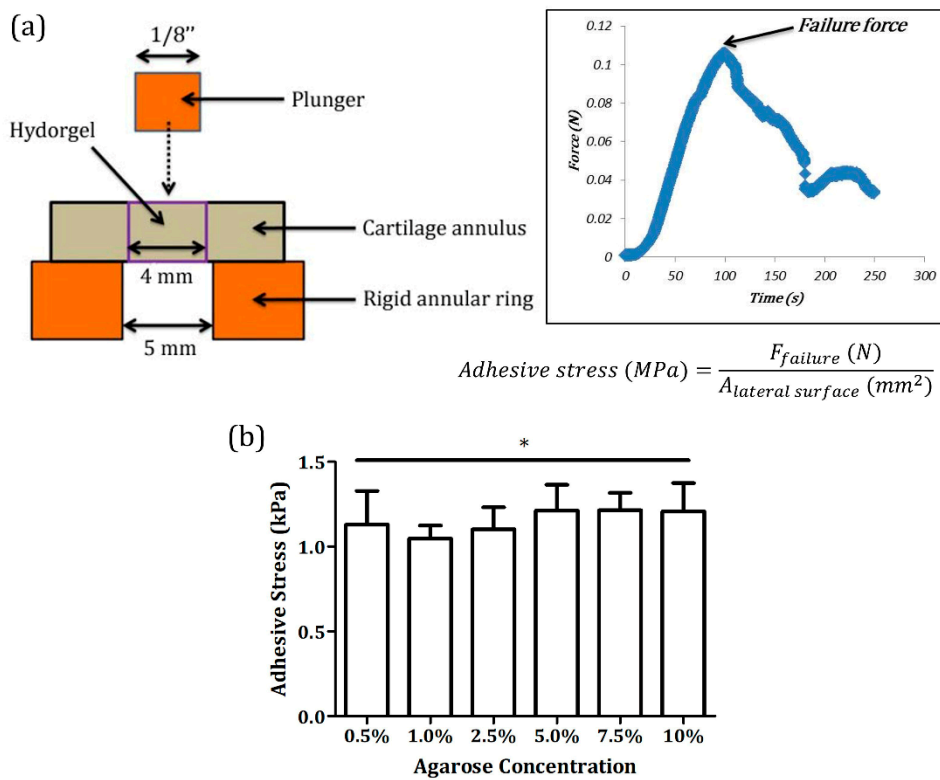 (a)
1/8”
Plunger
Hydorgel
Cartilage annulus
4 mm
Rigid annular ring
5 mm
Failure force
Force (N)
0.12
0.1
0.08
0.06
0.04
0.02
0
0 50 100 150 200 250 300
Time (s)
Adhesive stress (MPa) = F_failure (N) / A_lateral surface (mm²)
(b)
*
Adhesive Stress (kPa)
1.5
1.0
0.5
0.0
0.5% 1.0% 2.5% 5.0% 7.5% 10%
Agarose Concentration